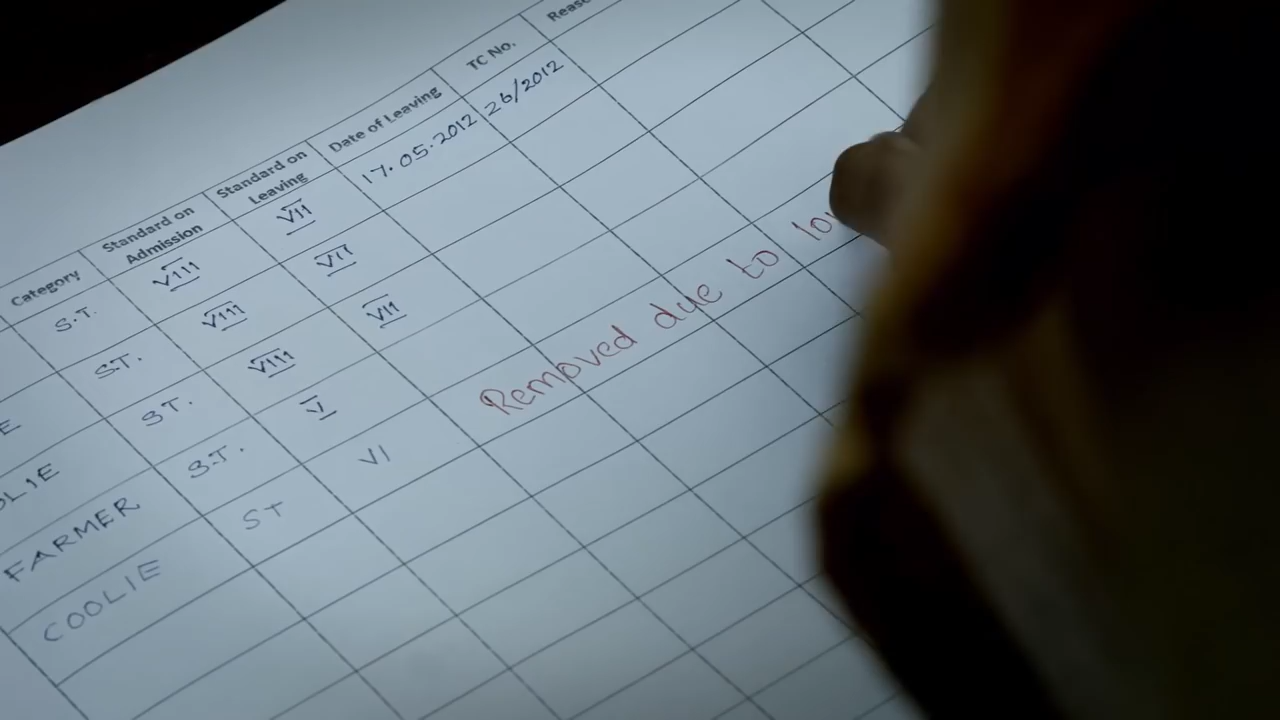 Category Standard on Admission Standard on Leaving Date of Leaving TC No.
S.T. VIII VII 17.05.2012 26/2012
E S.T. VIII VII
OLIE ST. VIII VII
FARMER S.T. V
COOLIE ST VI Removed due to